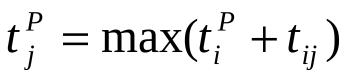 t_j^P = max(t_i^P + t_ij)